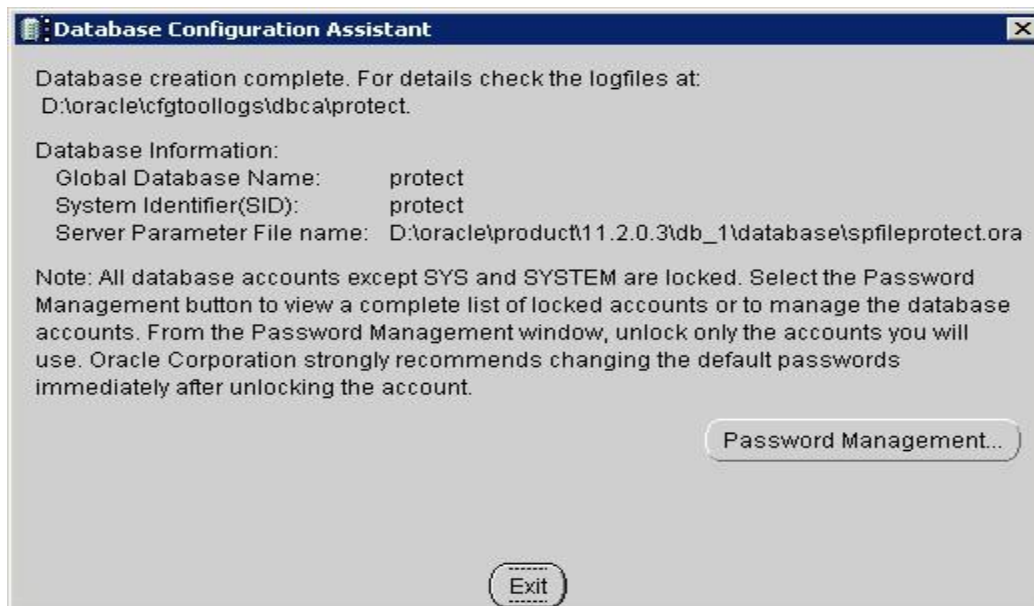 Database Configuration Assistant
Database creation complete. For details check the logfiles at:
D:\oracle\cfgtoollogs\dbca\protect.
Database Information:
Global Database Name: protect
System Identifier(SID): protect
Server Parameter File name: D:\oracle\product\11.2.0.3\db_1\database\spfileprotect.ora
Note: All database accounts except SYS and SYSTEM are locked. Select the Password
Management button to view a complete list of locked accounts or to manage the database
accounts. From the Password Management window, unlock only the accounts you will
use. Oracle Corporation strongly recommends changing the default passwords
immediately after unlocking the account.
Password Management...
Exit